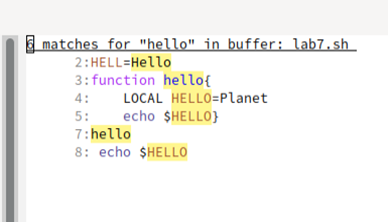 6 matches for "hello" in buffer: lab7.sh
2:HELL=Hello
3:function hello{
4:    LOCAL HELLO=Planet
5:    echo $HELLO}
7:hello
8: echo $HELLO